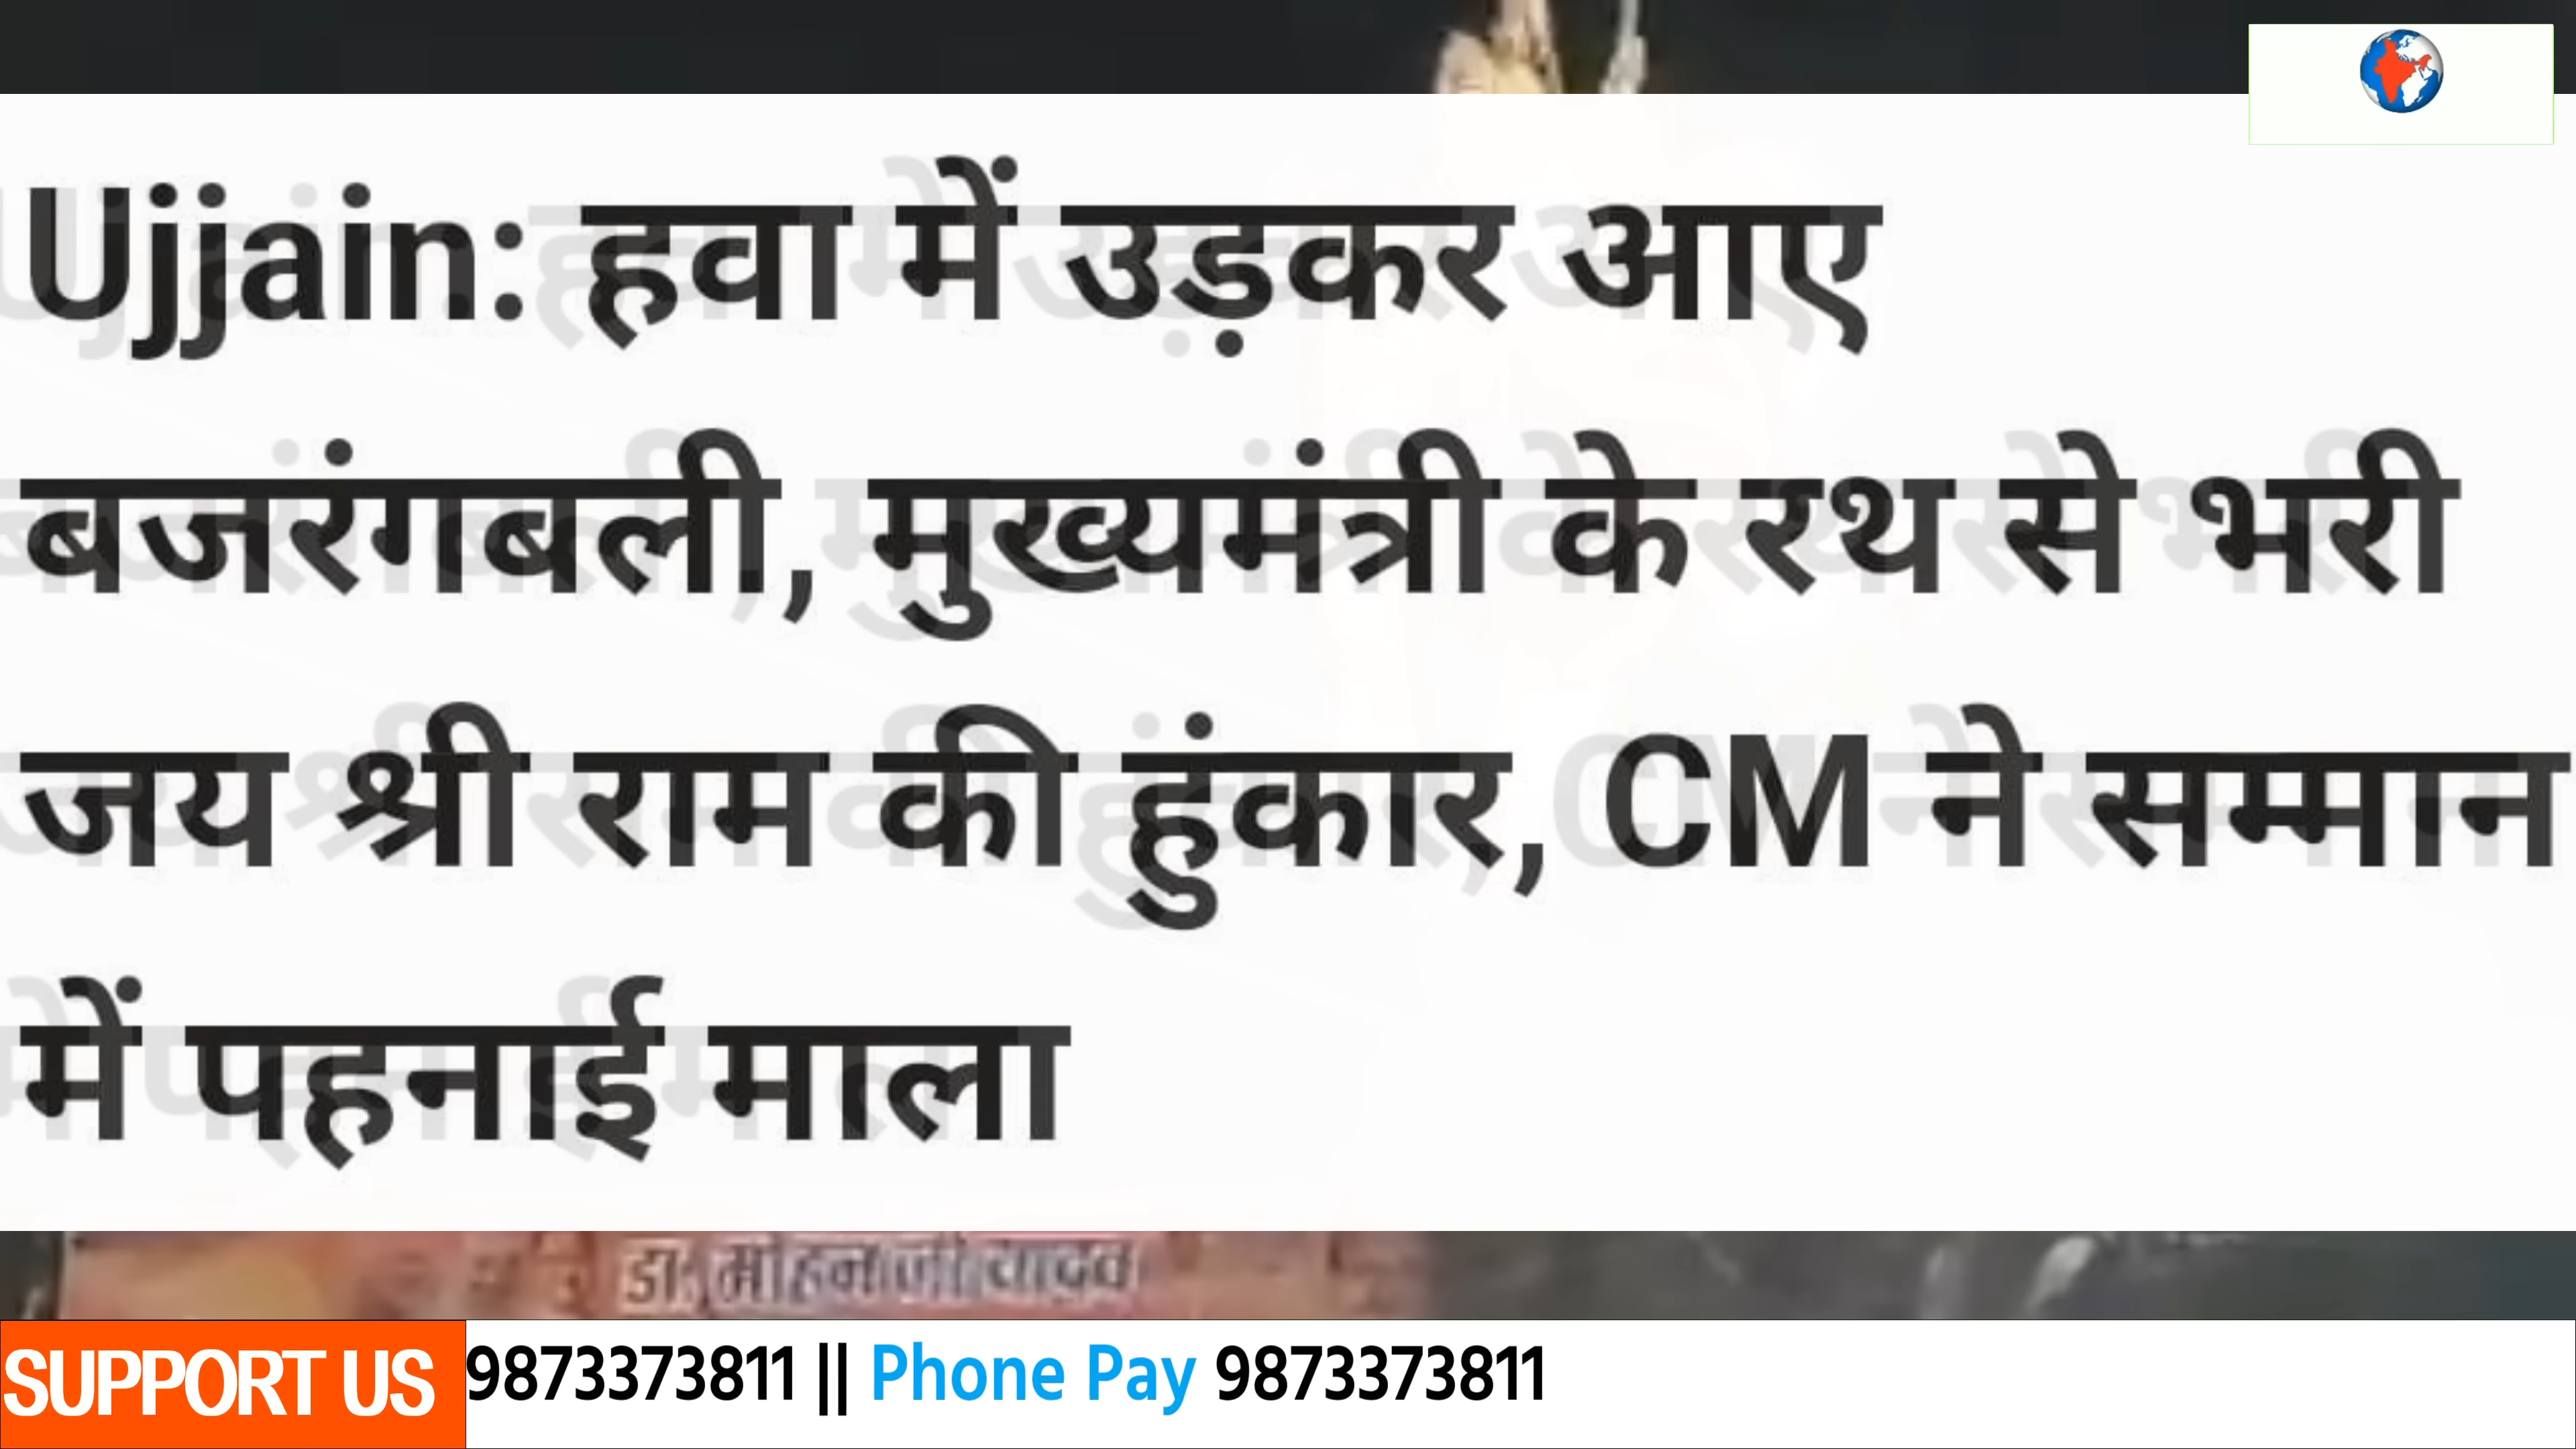 Ujjain: हवा में उड़कर आए
बजरंगबली, मुख्यमंत्री के रथ से भरी
जय श्री राम की हुंकार, CM ने सम्मान
में पहनाई माला
डा. मोहन जी यादव
SUPPORT US 9873373811 || Phone Pay 9873373811